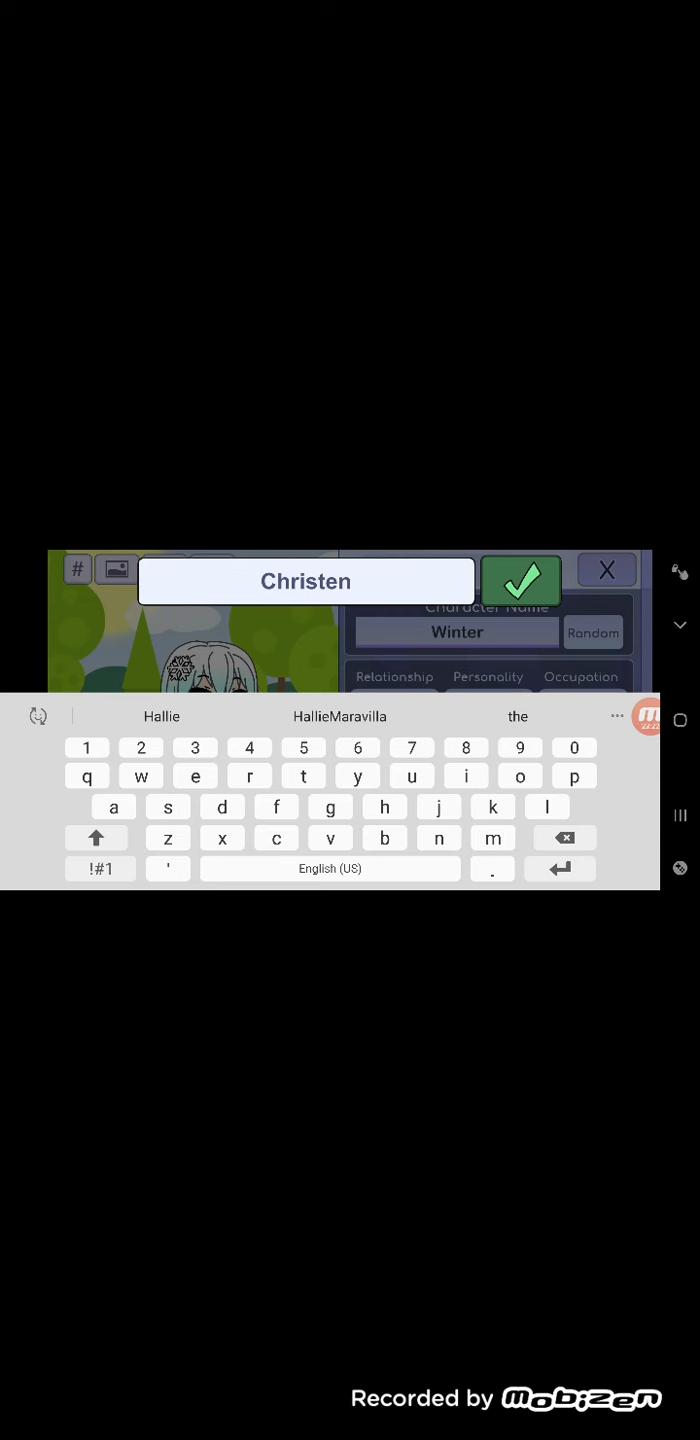 #
Christen
X
Character Name
Winter
Random
Relationship Personality Occupation
Hallie HallieMaravilla the ...
1 2 3 4 5 6 7 8 9 0
q w e r t y u i o p
a s d f g h j k l
z x c v b n m
!#1 ' English (US) .
Recorded by Mobizen